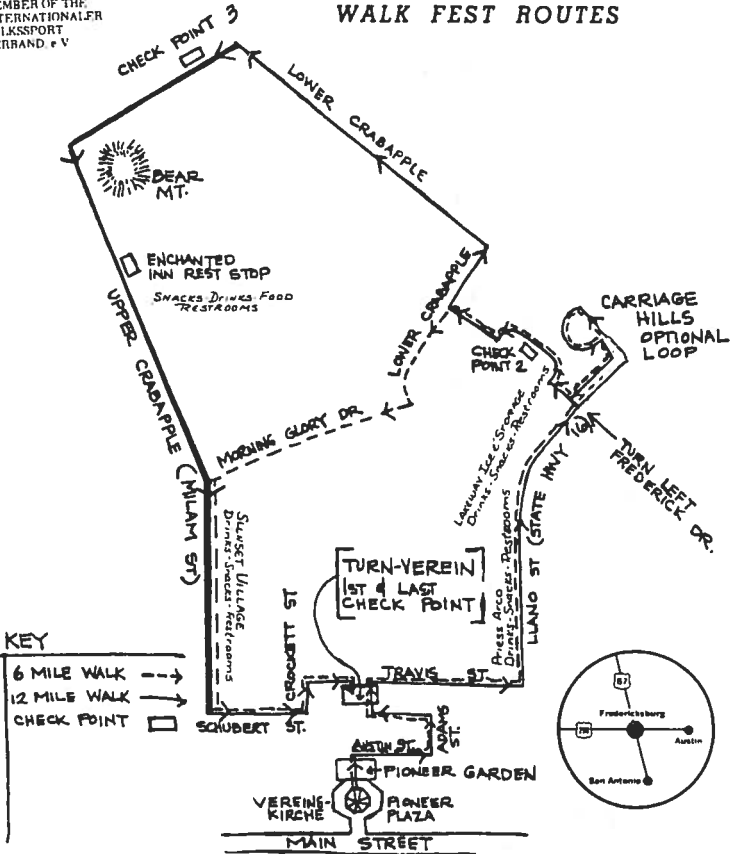 MEMBER OF THE
INTERNATIONALER
VOLKSSPORT
VERBAND, e V
WALK FEST ROUTES
CHECK POINT 3
LOWER CRABAPPLE
BEAR
MT.
ENCHANTED
INN REST STOP
SNACKS-DRINKS-FOOD
RESTROOMS
UPPER CRABAPPLE (MILAM ST)
LOWER CRABAPPLE
CHECK
POINT 2
CARRIAGE
HILLS
OPTIONAL
LOOP
MORNING GLORY DR.
LAKEWAY ICE & STORAGE
Drinks-Snacks-Restrooms
TURN LEFT
FREDERICK DR.
LLANO ST (STATE HWY 16)
Priess Arco
Drinks-Snacks-Restrooms
SUNSET VILLAGE
Drinks-Snacks-Restrooms
TURN-VEREIN
1ST & LAST
CHECK POINT
CROCKETT ST
TRAVIS ST.
SCHUBERT ST.
ADAMS
ST.
AUSTIN ST.
PIONEER GARDEN
VEREINS-
KIRCHE
PIONEER
PLAZA
MAIN STREET
KEY
6 MILE WALK
12 MILE WALK
CHECK POINT
87
Fredericksburg
290
Austin
San Antonio